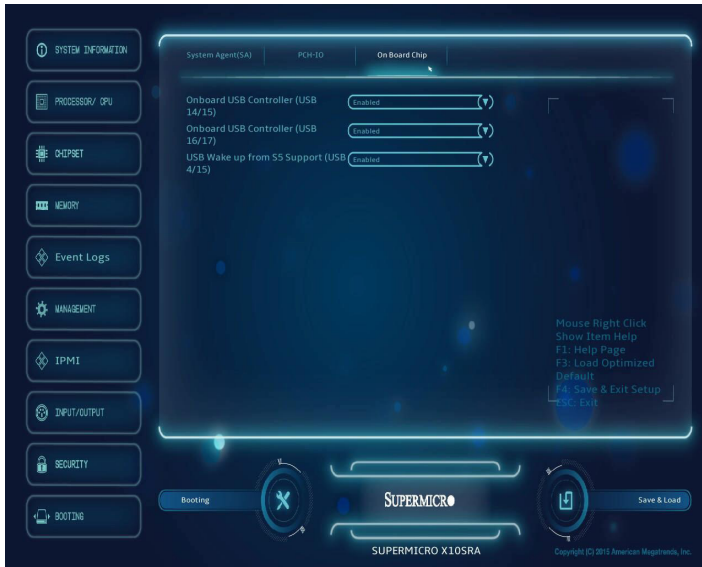 SYSTEM INFORMATION
PROCESSOR/ CPU
CHIPSET
MEMORY
Event Logs
MANAGEMENT
IPMI
INPUT/OUTPUT
SECURITY
BOOTING
System Agent(SA) PCH-IO On Board Chip
Onboard USB Controller (USB Enabled
14/15)
Onboard USB Controller (USB Enabled
16/17)
USB Wake up from S5 Support (USB Enabled
4/15)
Mouse Right Click
Show Item Help
F1: Help Page
F3: Load Optimized
Default
F4: Save & Exit Setup
ESC: Exit
Booting
SUPERMICRO
Save & Load
SUPERMICRO X10SRA
Copyright (C) 2015 American Megatrends, Inc.